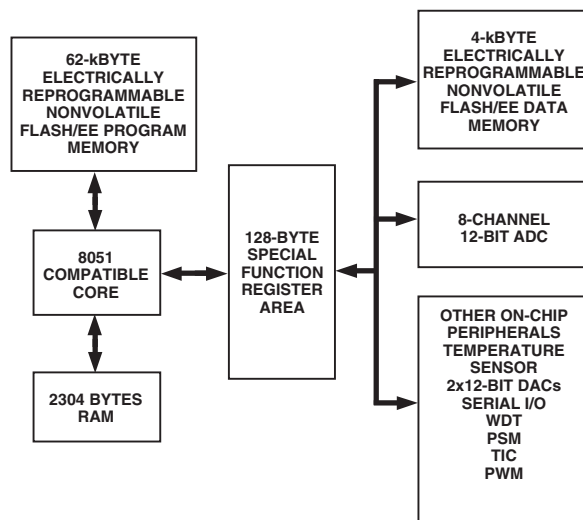 62-kBYTE
ELECTRICALLY
REPROGRAMMABLE
NONVOLATILE
FLASH/EE PROGRAM
MEMORY
8051
COMPATIBLE
CORE
2304 BYTES
RAM
128-BYTE
SPECIAL
FUNCTION
REGISTER
AREA
4-kBYTE
ELECTRICALLY
REPROGRAMMABLE
NONVOLATILE
FLASH/EE DATA
MEMORY
8-CHANNEL
12-BIT ADC
OTHER ON-CHIP
PERIPHERALS
TEMPERATURE
SENSOR
2x12-BIT DACs
SERIAL I/O
WDT
PSM
TIC
PWM